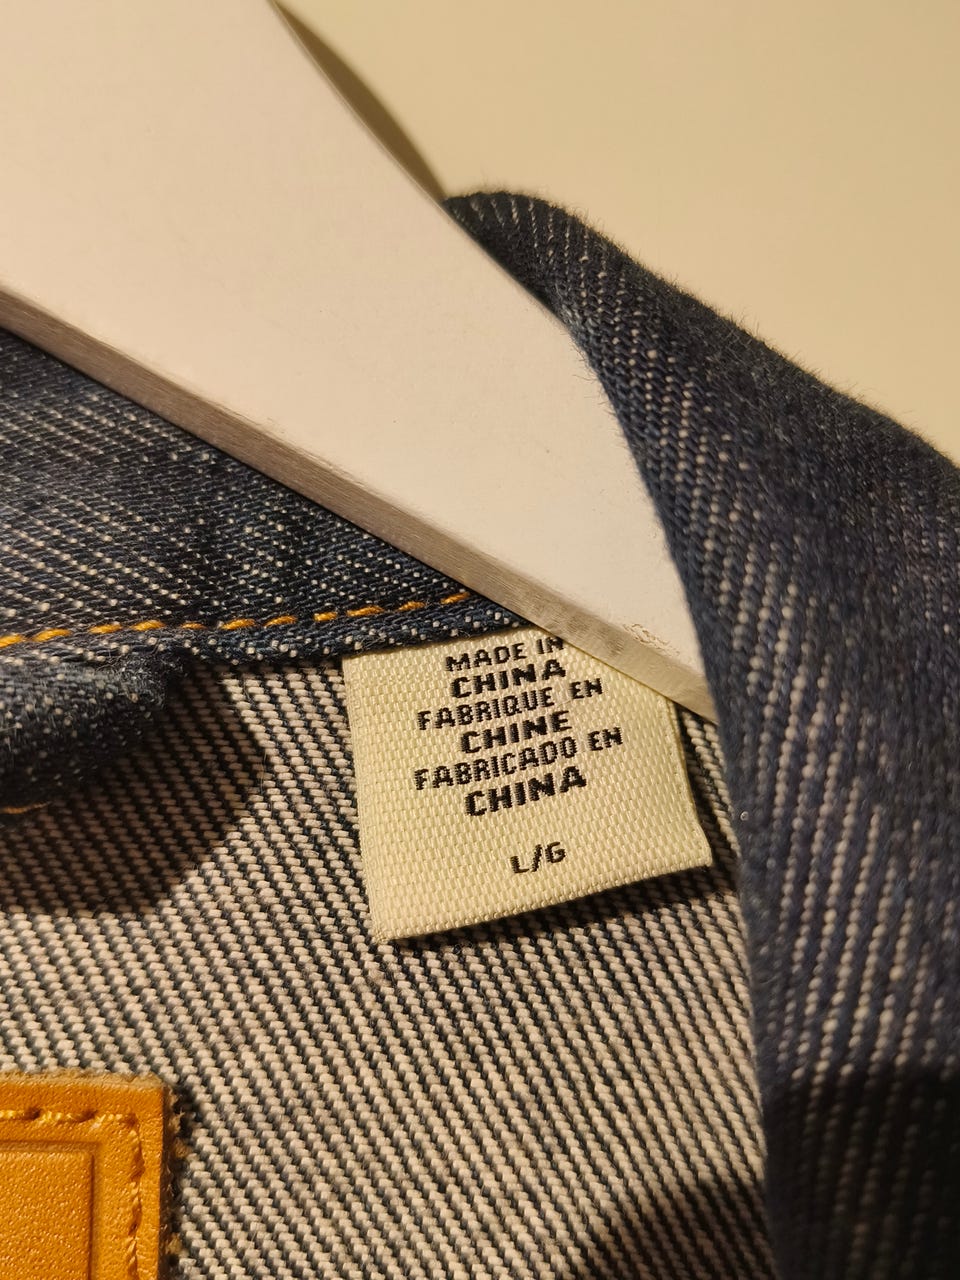 MADE IN
CHINA
FABRIQUE EN
CHINE
FABRICADO EN
CHINA
L/G